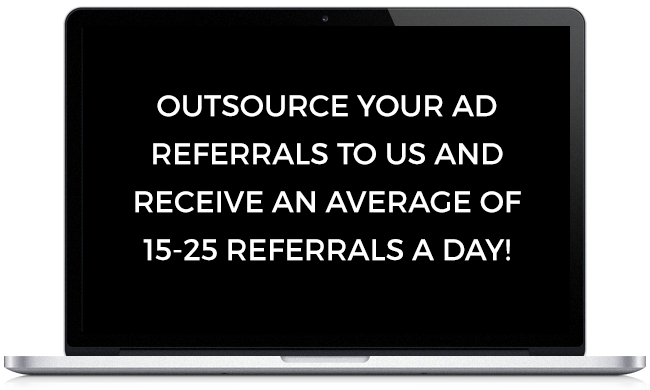 OUTSOURCE YOUR AD
REFERRALS TO US AND
RECEIVE AN AVERAGE OF
15-25 REFERRALS A DAY!